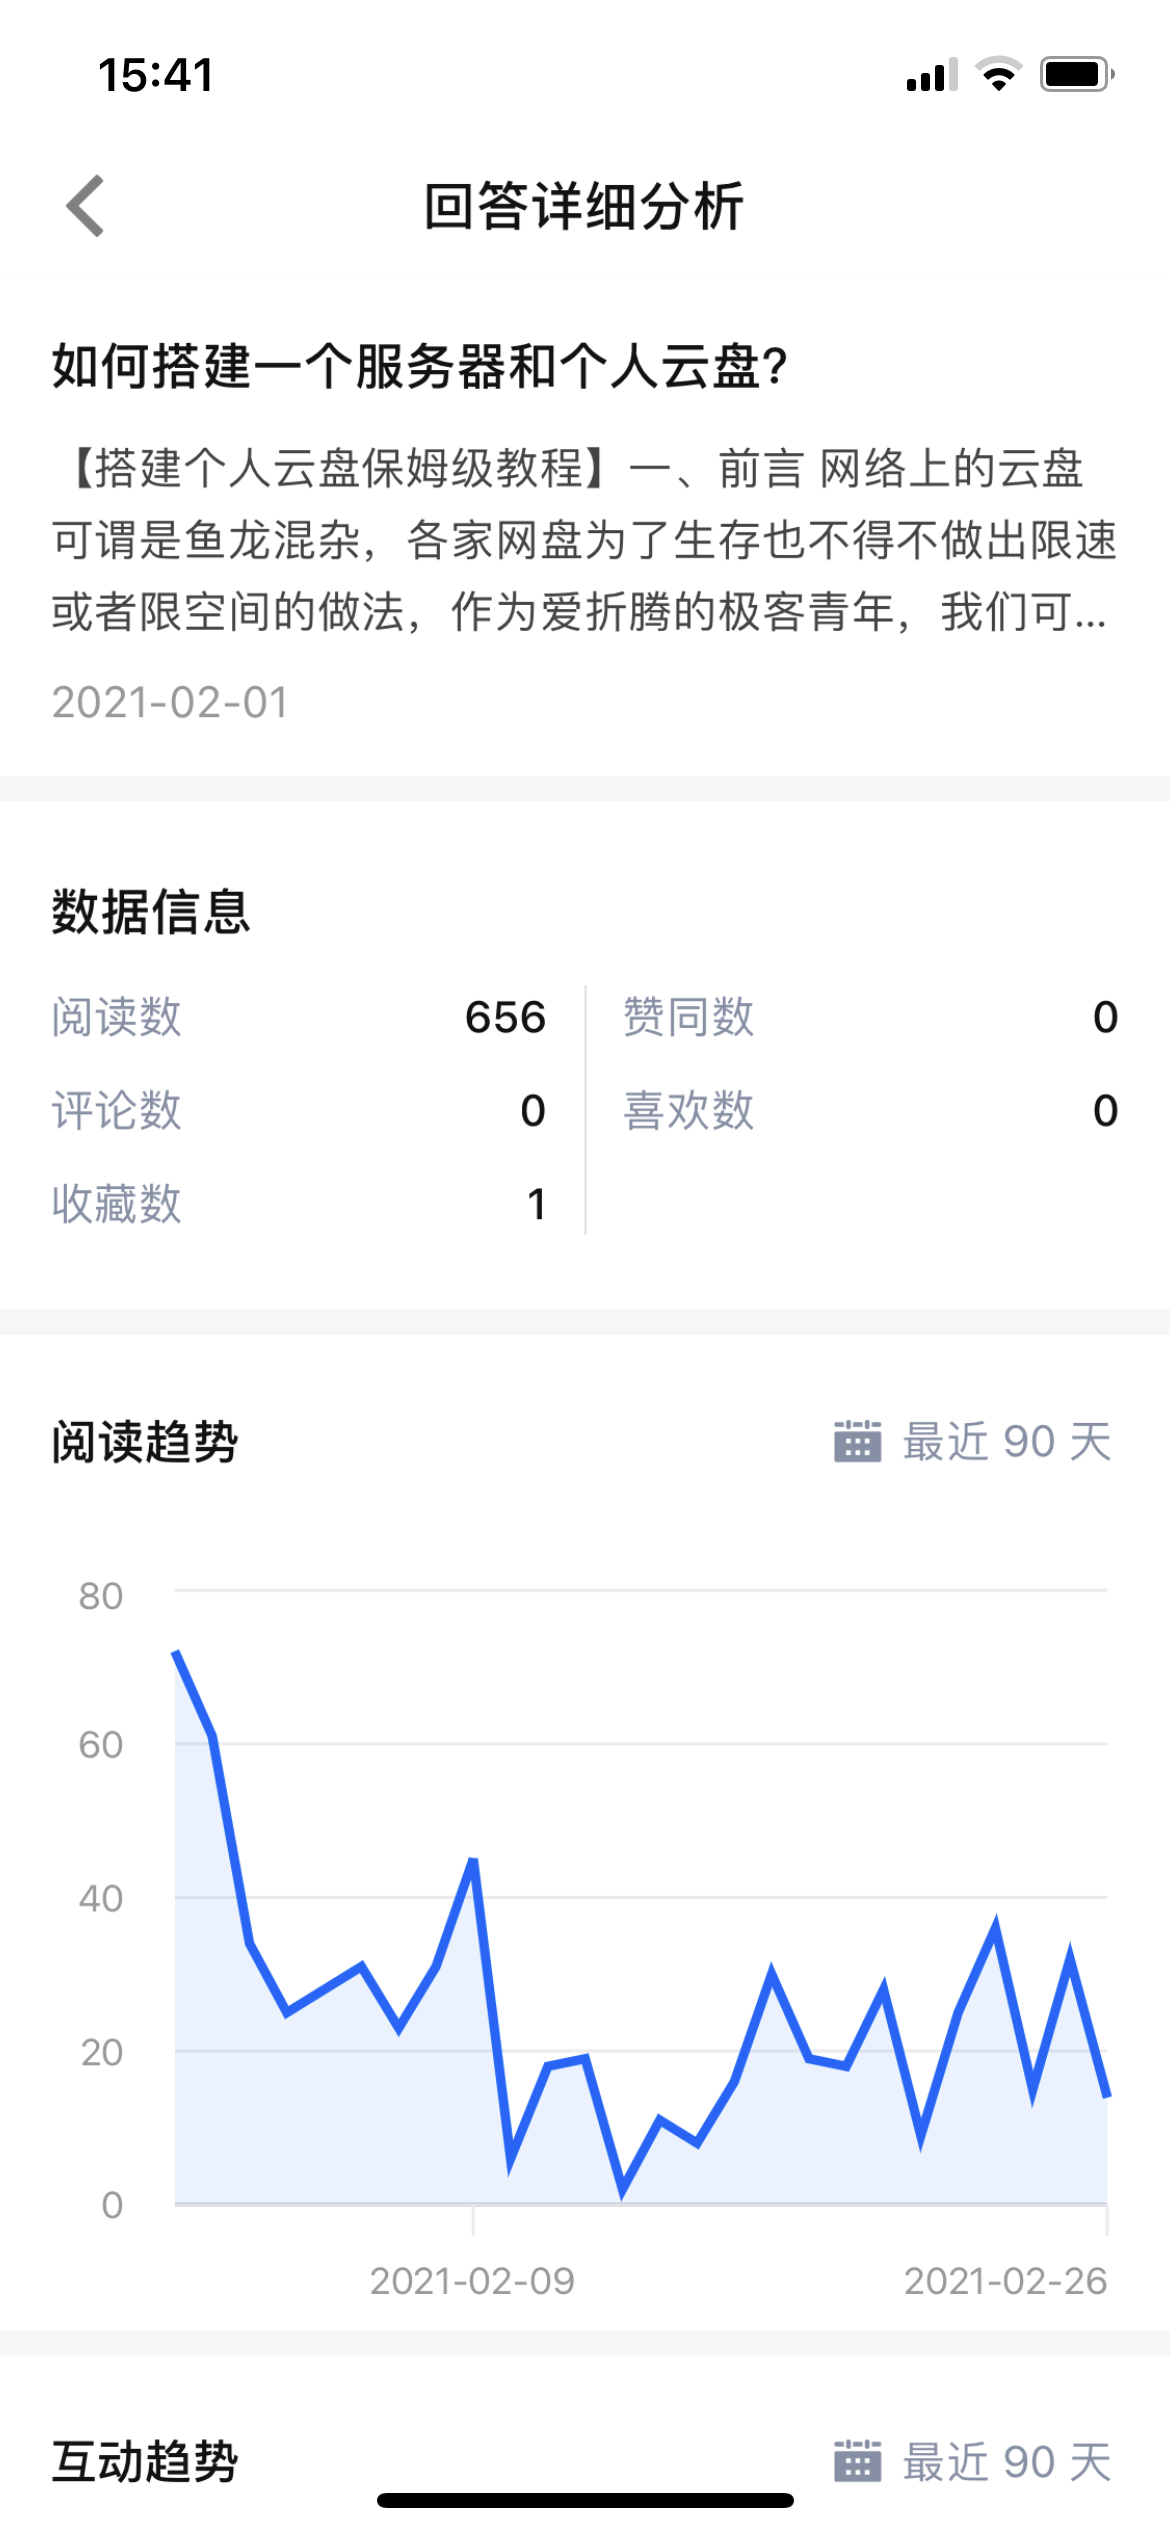 15:41
回答详细分析
如何搭建一个服务器和个人云盘?
【搭建个人云盘保姆级教程】一、前言 网络上的云盘
可谓是鱼龙混杂，各家网盘为了生存也不得不做出限速
或者限空间的做法，作为爱折腾的极客青年，我们可...
2021-02-01
数据信息
阅读数 656 赞同数 0
评论数 0 喜欢数 0
收藏数 1
阅读趋势 最近 90 天
80
60
40
20
0
2021-02-09 2021-02-26
互动趋势 最近 90 天